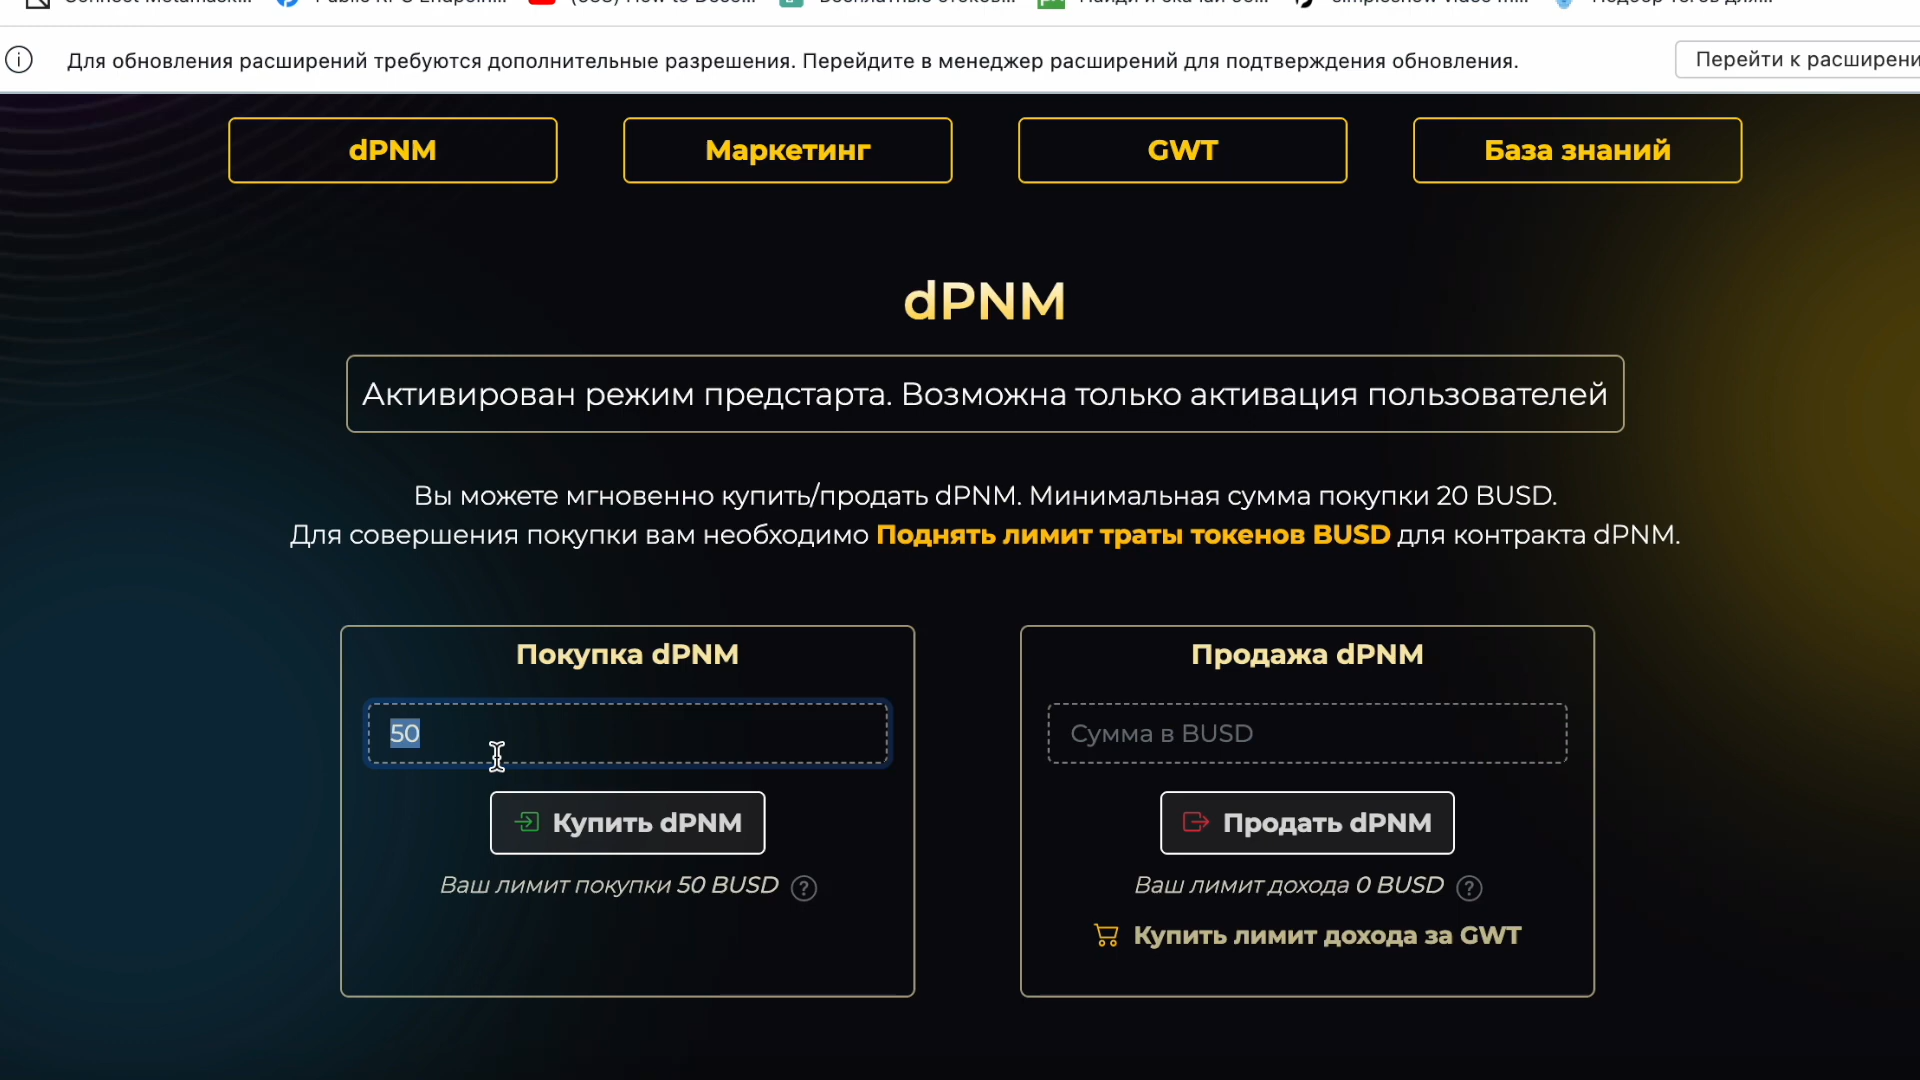 Для обновления расширений требуются дополнительные разрешения. Перейдите в менеджер расширений для подтверждения обновления.
Перейти к
dPNM
Маркетинг
GWT
База знаний
dPNM
Активирован режим предстарта. Возможна только активация пользователей
Вы можете мгновенно купить/продать dPNM. Минимальная сумма покупки 20 BUSD.
Для совершения покупки вам необходимо Поднять лимит траты токенов BUSD для контракта dPNM.
Покупка dPNM
50
Купить dPNM
Ваш лимит покупки 50 BUSD ?
Продажа dPNM
Сумма в BUSD
Продать dPNM
Ваш лимит дохода 0 BUSD ?
Купить лимит дохода за GWT